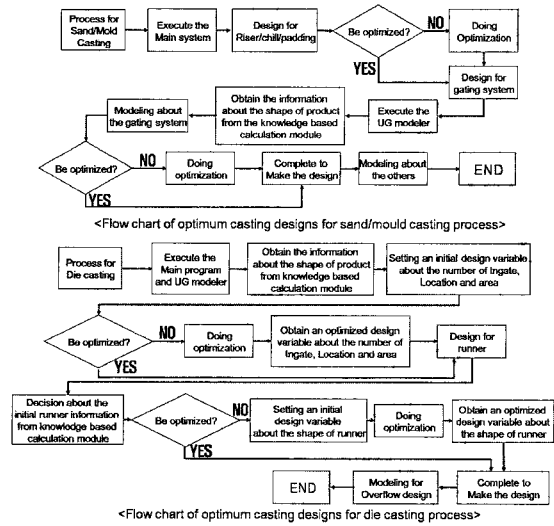 Process for
Sand/Mold
Casting
Execute the
Main system
Design for
Riser/chill/padding
Be optimized?
NO
Doing
Optimization
YES
Design for
gating system
Execute the
UG modeler
Obtain the information
about the shape of product
from the knowledge based
calculation module
Modeling about
the gating system
Be optimized?
NO
Doing
optimization
Complete to
Make the design
Modeling about
the others
END
YES
<Flow chart of optimum casting designs for sand/mould casting process>
Process for
Die casting
Execute the
Main program
and UG modeler
Obtain the information
about the shape of product
from knowledge based
calculation module
Setting an initial design variable
about the number of Ingate,
Location and area
Be optimized?
NO
Doing
optimization
Obtain an optimized design
variable about the number of
Ingate, Location and area
Design for
runner
YES
Decision about the
initial runner information
from knowledge based
calculation module
Be optimized?
NO
Setting an initial
design variable
about the shape of runner
Doing
optimization
Obtain an optimized
design variable about
the shape of runner
YES
Complete to
Make the design
Modeling for
Overflow design
END
<Flow chart of optimum casting designs for die casting process>